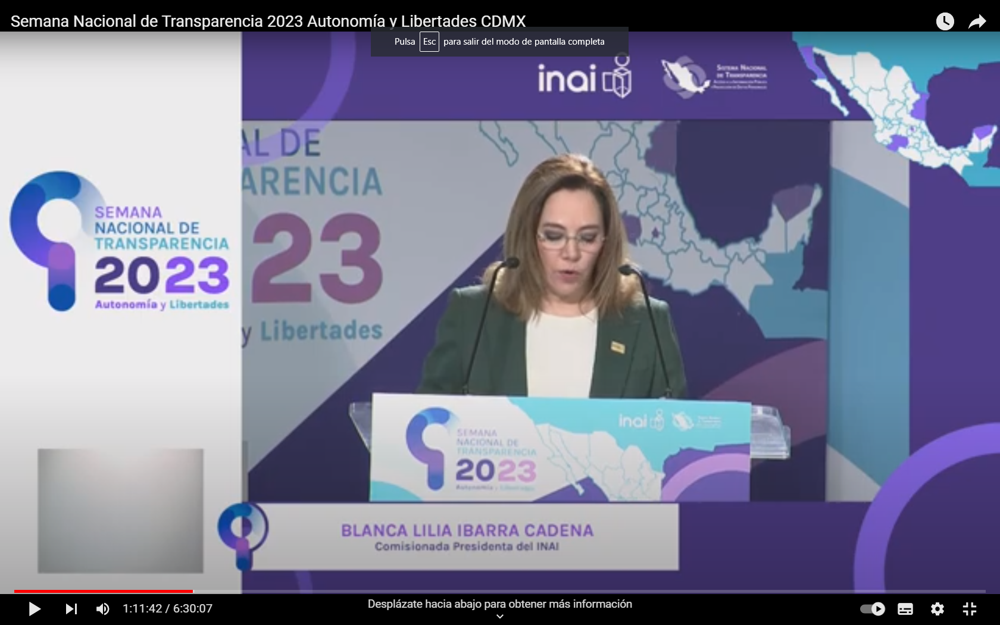 Semana Nacional de Transparencia 2023 Autonomía y Libertades CDMX
Pulsa Esc para salir del modo de pantalla completa
inai
SISTEMA NACIONAL
DE TRANSPARENCIA
AL DE
PARENCIA
23
y Libertades
SEMANA
NACIONAL DE
TRANSPARENCIA
2023
Autonomía y Libertades
inai
SEMANA
NACIONAL DE
TRANSPARENCIA
2023
Autonomía y Libertades
BLANCA LILIA IBARRA CADENA
Comisionada Presidenta del INAI
1:11:42 / 6:30:07
Desplázate hacia abajo para obtener más información